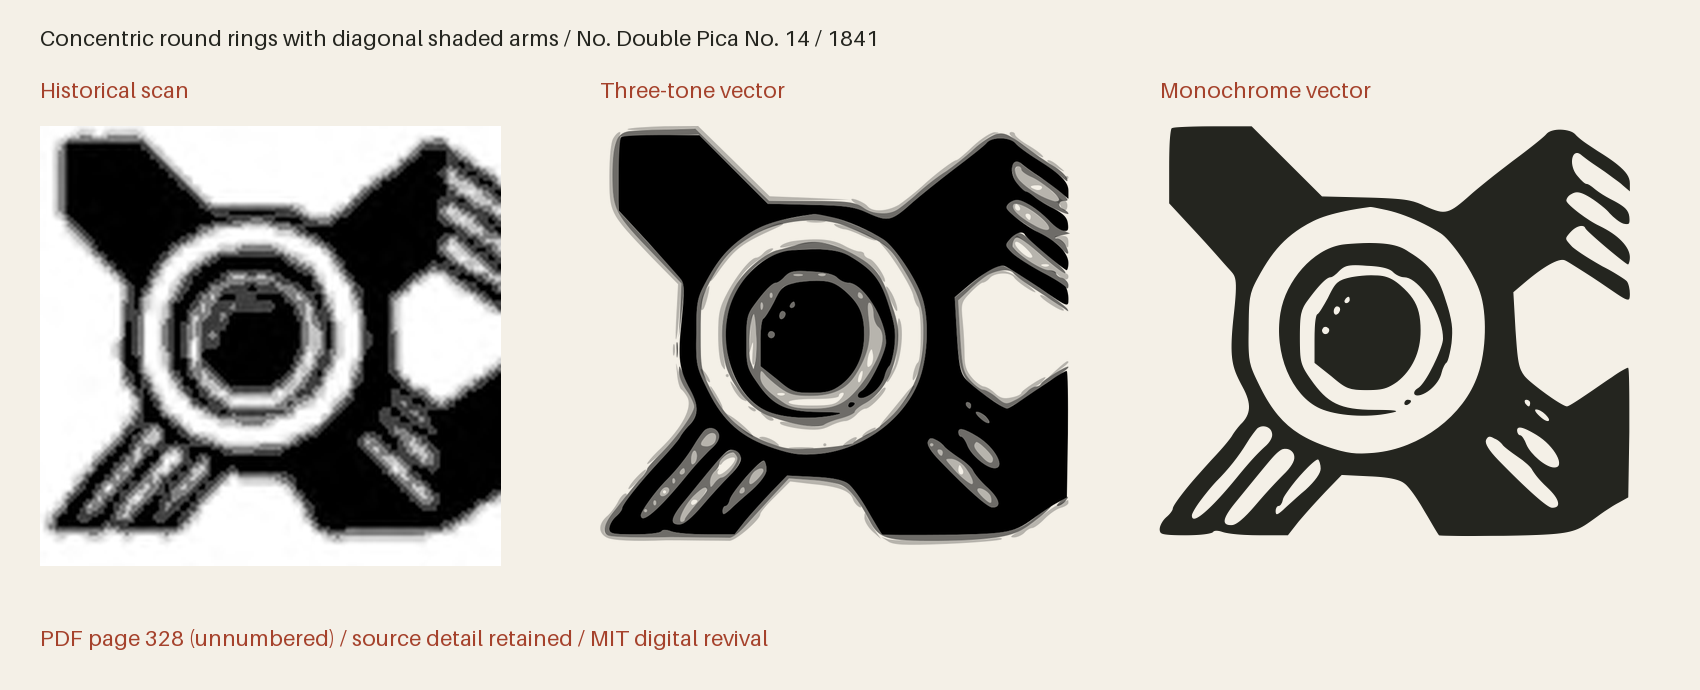 Concentric round rings with diagonal shaded arms / No. Double Pica No. 14 / 1841
Historical scan
Three-tone vector
Monochrome vector
PDF page 328 (unnumbered) / source detail retained / MIT digital revival